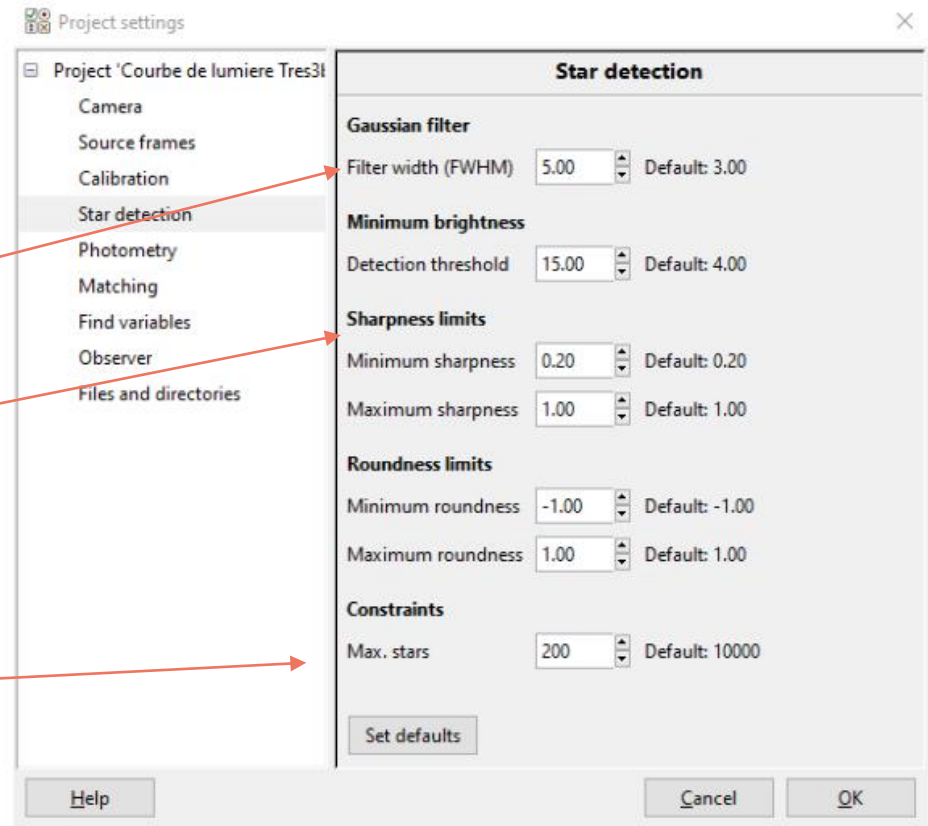 Project settings
Project 'Courbe de lumiere Tres3b
Camera
Source frames
Calibration
Star detection
Photometry
Matching
Find variables
Observer
Files and directories
Star detection
Gaussian filter
Filter width (FWHM) 5.00 Default: 3.00
Minimum brightness
Detection threshold 15.00 Default: 4.00
Sharpness limits
Minimum sharpness 0.20 Default: 0.20
Maximum sharpness 1.00 Default: 1.00
Roundness limits
Minimum roundness -1.00 Default: -1.00
Maximum roundness 1.00 Default: 1.00
Constraints
Max. stars 200 Default: 10000
Set defaults
Help Cancel OK